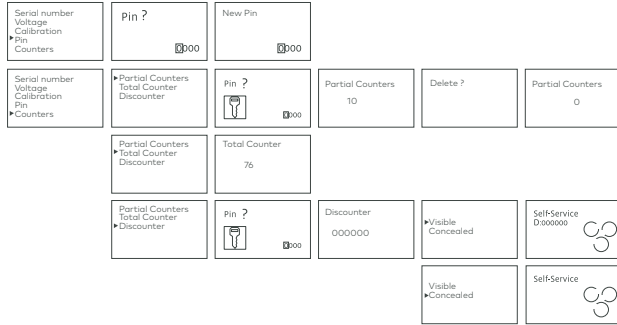 Serial number
Voltage
Calibration
Pin
Counters
Pin ?
0000
New Pin
0000
Serial number
Voltage
Calibration
Pin
Counters
Partial Counters
Total Counter
Discounter
Pin ?
0000
Partial Counters
10
Delete ?
Partial Counters
0
Partial Counters
Total Counter
Discounter
Total Counter
76
Partial Counters
Total Counter
Discounter
Pin ?
0000
Discounter
000000
Visible
Concealed
Self-Service
D:000000
Visible
Concealed
Self-Service